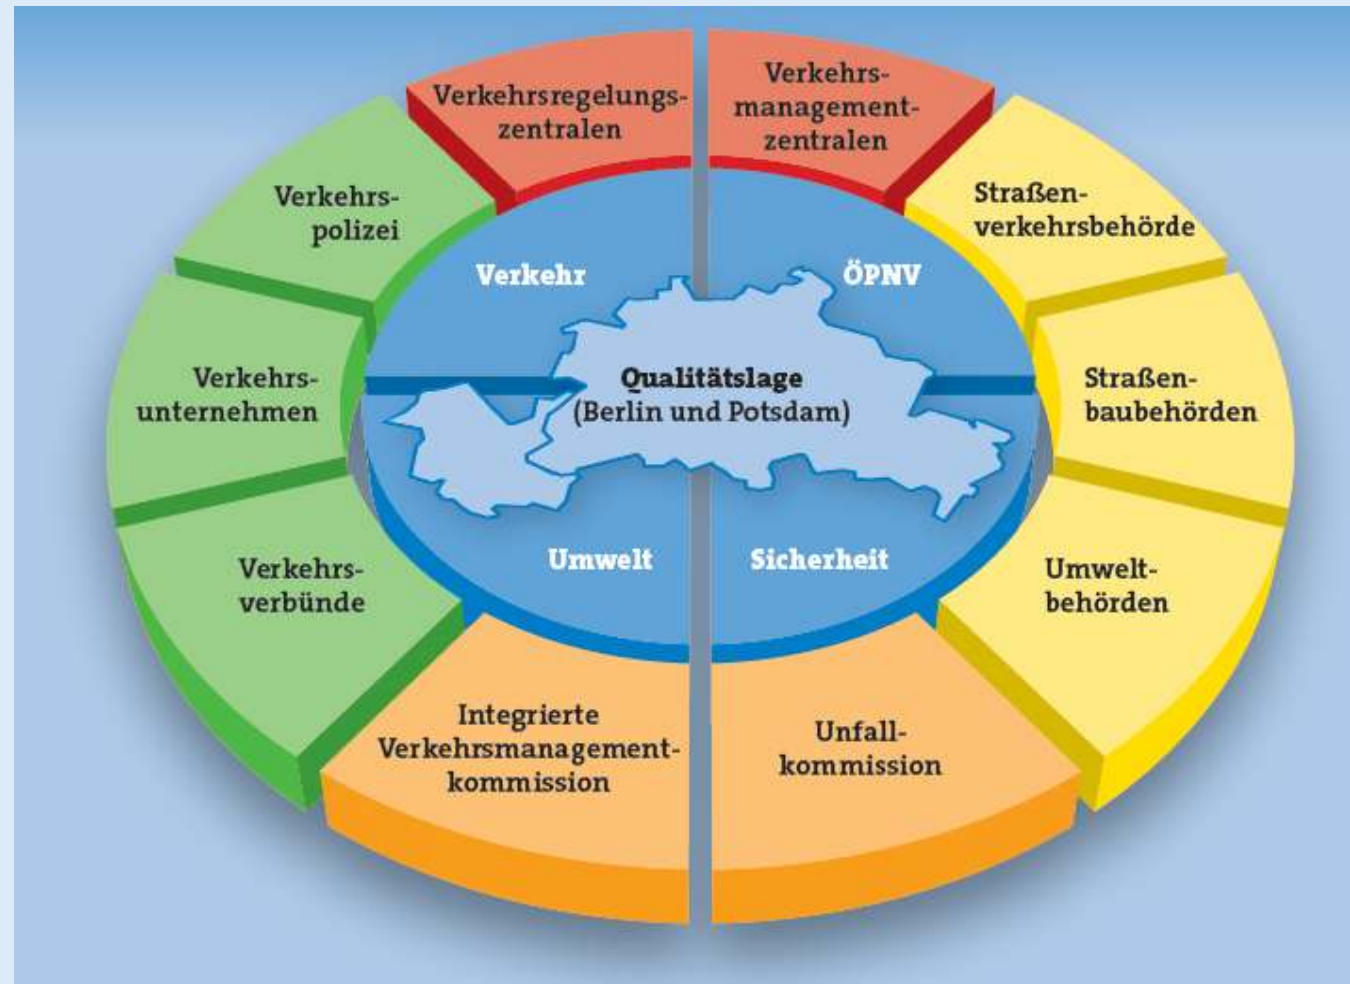 Verkehrsregelungs-
zentralen
Verkehrs-
management-
zentralen
Straßen-
verkehrsbehörde
Straßen-
baubehörden
Umwelt-
behörden
Unfall-
kommission
Integrierte
Verkehrsmanagement-
kommission
Verkehrs-
verbünde
Verkehrs-
unternehmen
Verkehrs-
polizei
Verkehr
ÖPNV
Qualitätslage
(Berlin und Potsdam)
Umwelt
Sicherheit